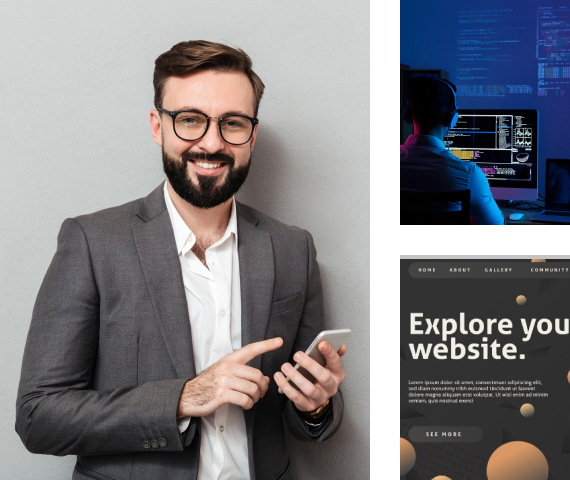 HOME ABOUT GALLERY COMMUNITY
Explore you
website.
Lorem ipsum dolor sit amet, consectetuer adipiscing elit,
sed diam nonummy nibh euismod tincidunt ut laoreet
dolore magna aliquam erat volutpat. Ut wisi enim ad minim
veniam, quis nostrud exerci
SEE MORE